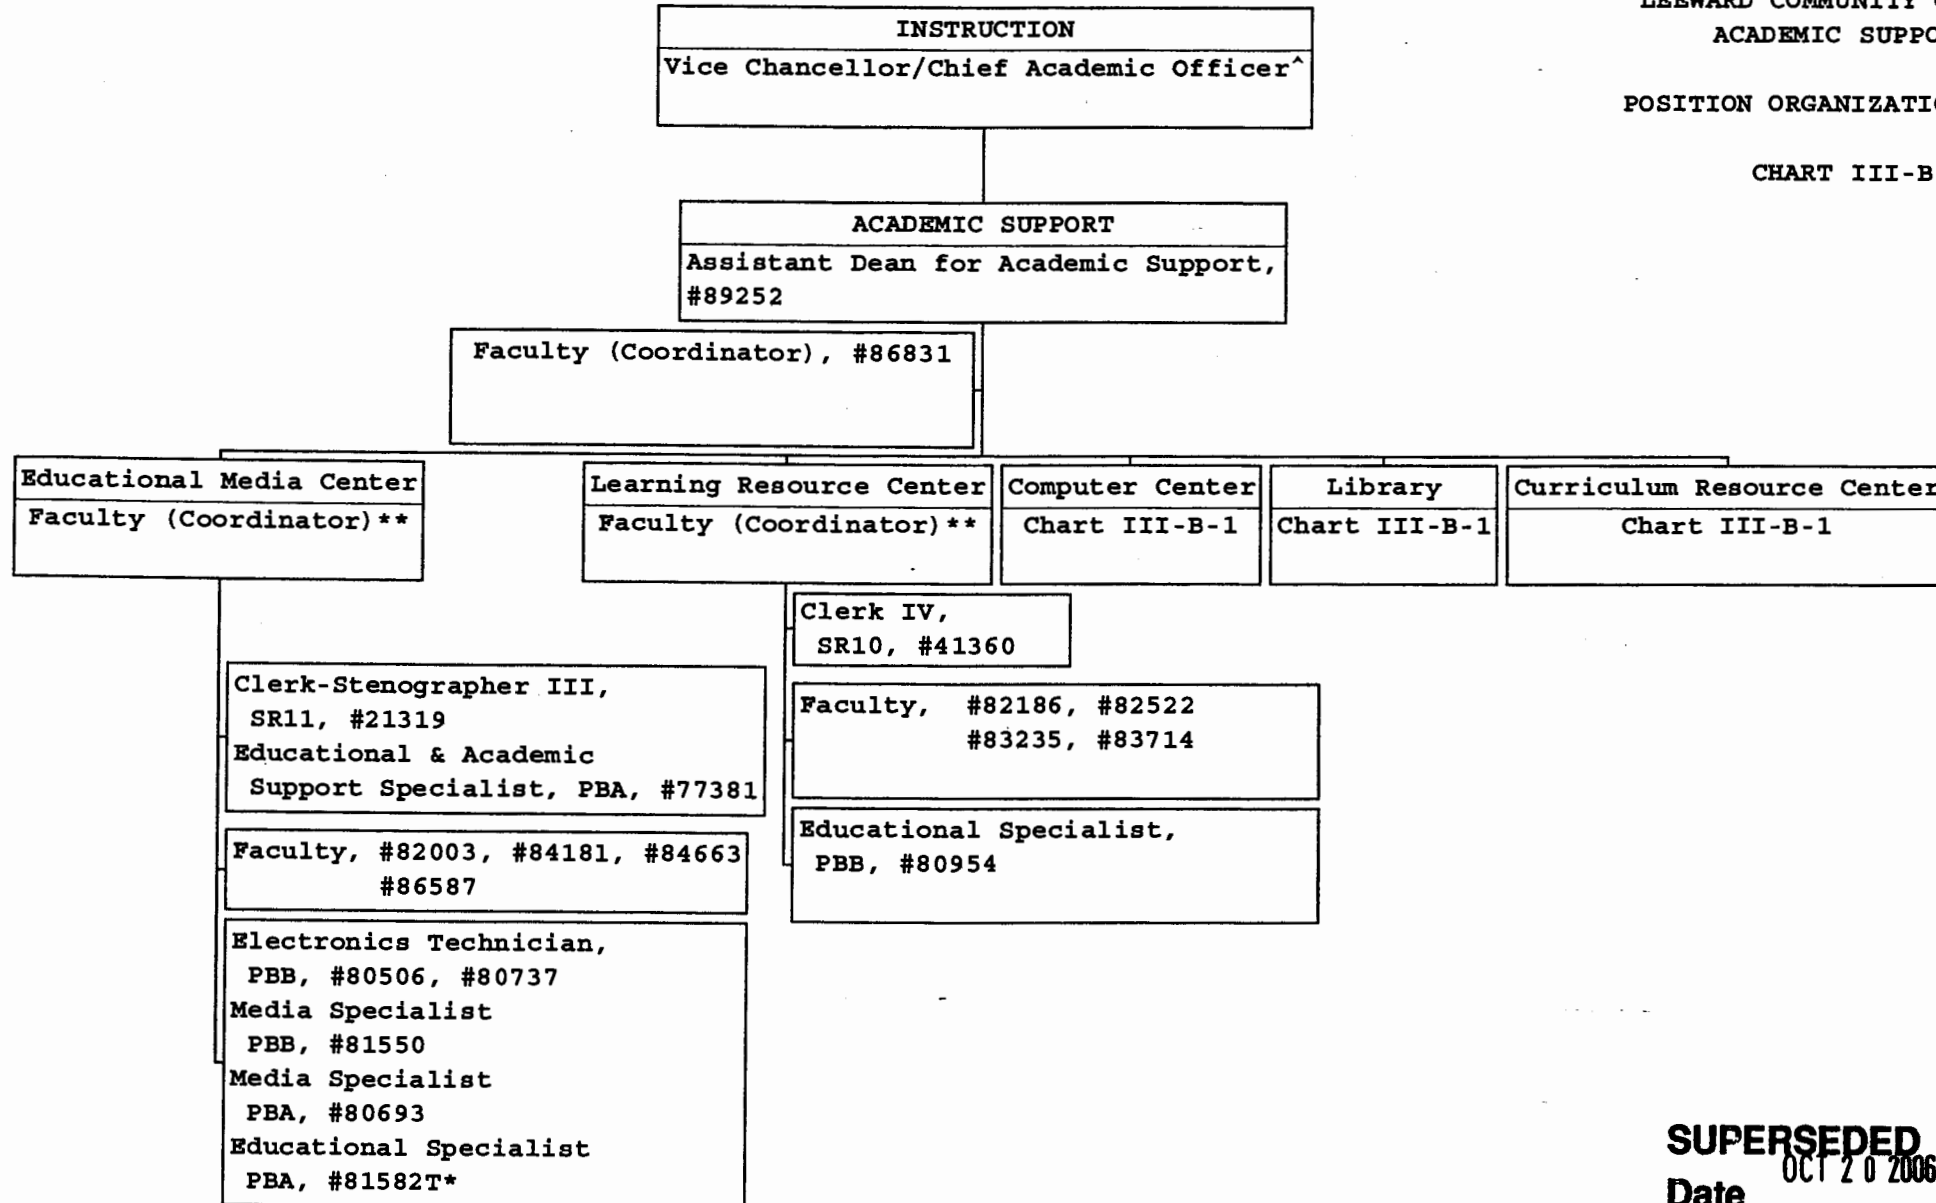 LEEWARD COMMUNITY
ACADEMIC
POSITION
CHART III-B
INSTRUCTION
Vice Chancellor/Chief Academic Officer^
ACADEMIC SUPPORT
Assistant Dean for Academic Support,
#89252
Faculty (Coordinator), #86831
Educational Media Center
Faculty (Coordinator)**
Learning Resource Center
Faculty (Coordinator)**
Computer Center
Chart III-B-1
Library
Chart III-B-1
Curriculum Resource Center
Chart III-B-1
Clerk-Stenographer III,
SR11, #21319
Educational & Academic
Support Specialist, PBA, #77381
Faculty, #82003, #84181, #84663
#86587
Electronics Technician,
PBB, #80506, #80737
Media Specialist
PBB, #81550
Media Specialist
PBA, #80693
Educational Specialist
PBA, #81582T*
Clerk IV,
SR10, #41360
Faculty, #82186, #82522
#83235, #83714
Educational Specialist,
PBB, #80954
SUPERSEDED
OCT 20 2006
Date